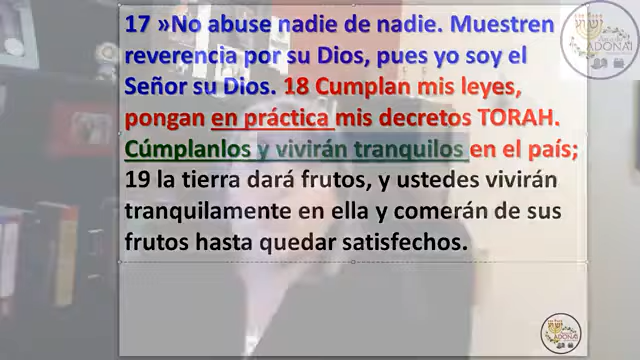 17 »No abuse nadie de nadie. Muestren
reverencia por su Dios, pues yo soy el
Señor su Dios. 18 Cumplan mis leyes,
pongan en práctica mis decretos TORAH.
Cúmplanlos y vivirán tranquilos en el país;
19 la tierra dará frutos, y ustedes vivirán
tranquilamente en ella y comerán de sus
frutos hasta quedar satisfechos.
ADONAI
ADONAI